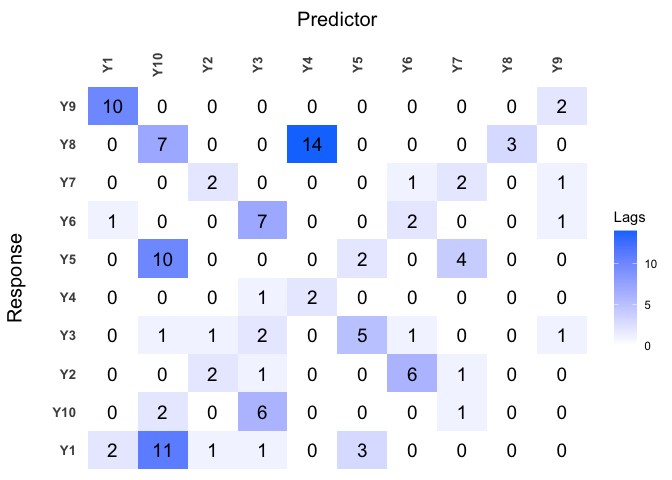 Predictor
Y1 Y10 Y2 Y3 Y4 Y5 Y6 Y7 Y8 Y9
Y9 10 0 0 0 0 0 0 0 0 2
Y8 0 7 0 0 14 0 0 0 3 0
Y7 0 0 2 0 0 0 1 2 0 1
Y6 1 0 0 7 0 0 2 0 0 1
Y5 0 10 0 0 0 2 0 4 0 0
Y4 0 0 0 1 2 0 0 0 0 0
Y3 0 1 1 2 0 5 1 0 0 1
Y2 0 0 2 1 0 0 6 1 0 0
Y10 0 2 0 6 0 0 0 1 0 0
Y1 2 11 1 1 0 3 0 0 0 0
Response
Lags
10
5
0